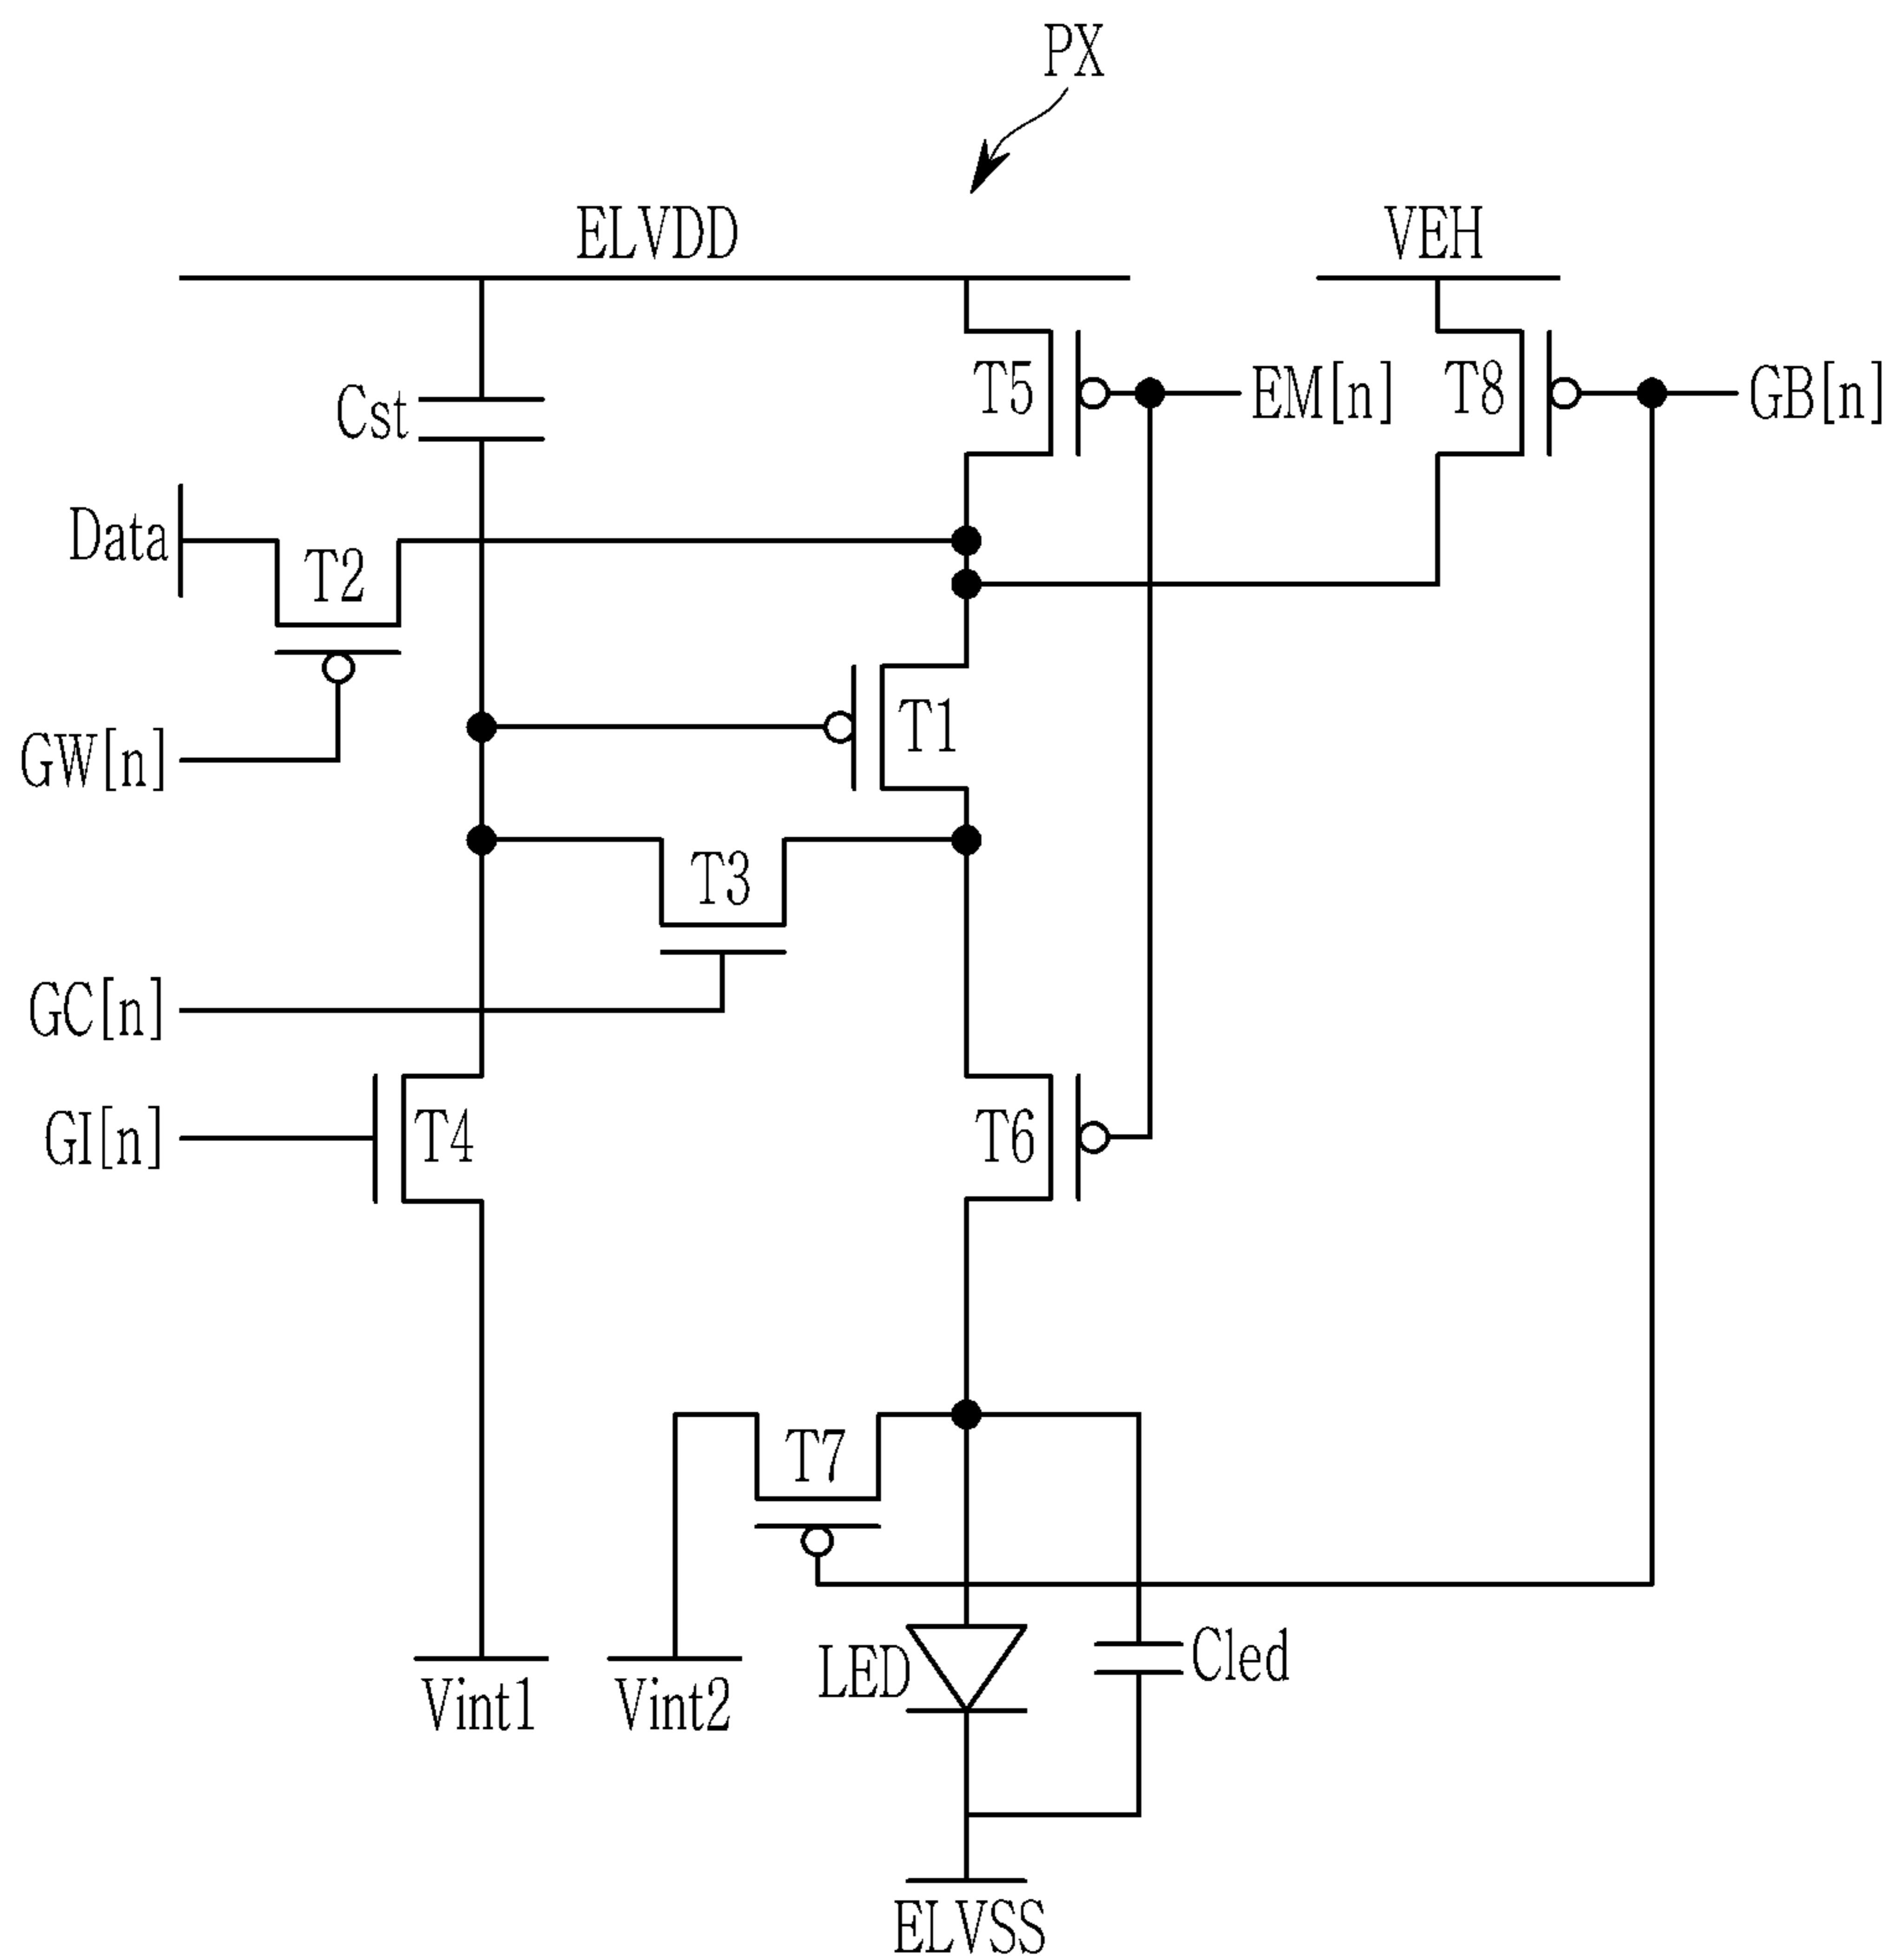 PX
ELVDD
VEH
T5
EM[n]
T8
GB[n]
Cst
Data
T2
T1
GW[n]
T3
GC[n]
GI[n]
T4
T6
T7
LED
Cled
Vint1
Vint2
ELVSS